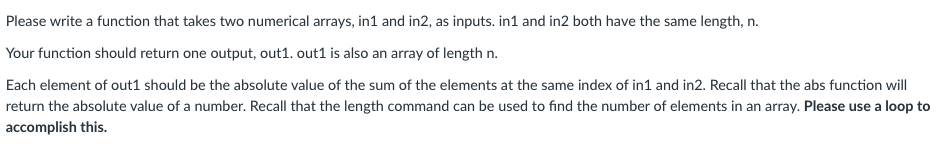 Please write a function that takes two numerical arrays, in1 and in2, as inputs. in1 and in2 both have the same length, n.
Your function should return one output, out1. out1 is also an array of length n.
Each element of out1 should be the absolute value of the sum of the elements at the same index of in1 and in2. Recall that the abs function will
return the absolute value of a number. Recall that the length command can be used to find the number of elements in an array. Please use a loop to
accomplish this.